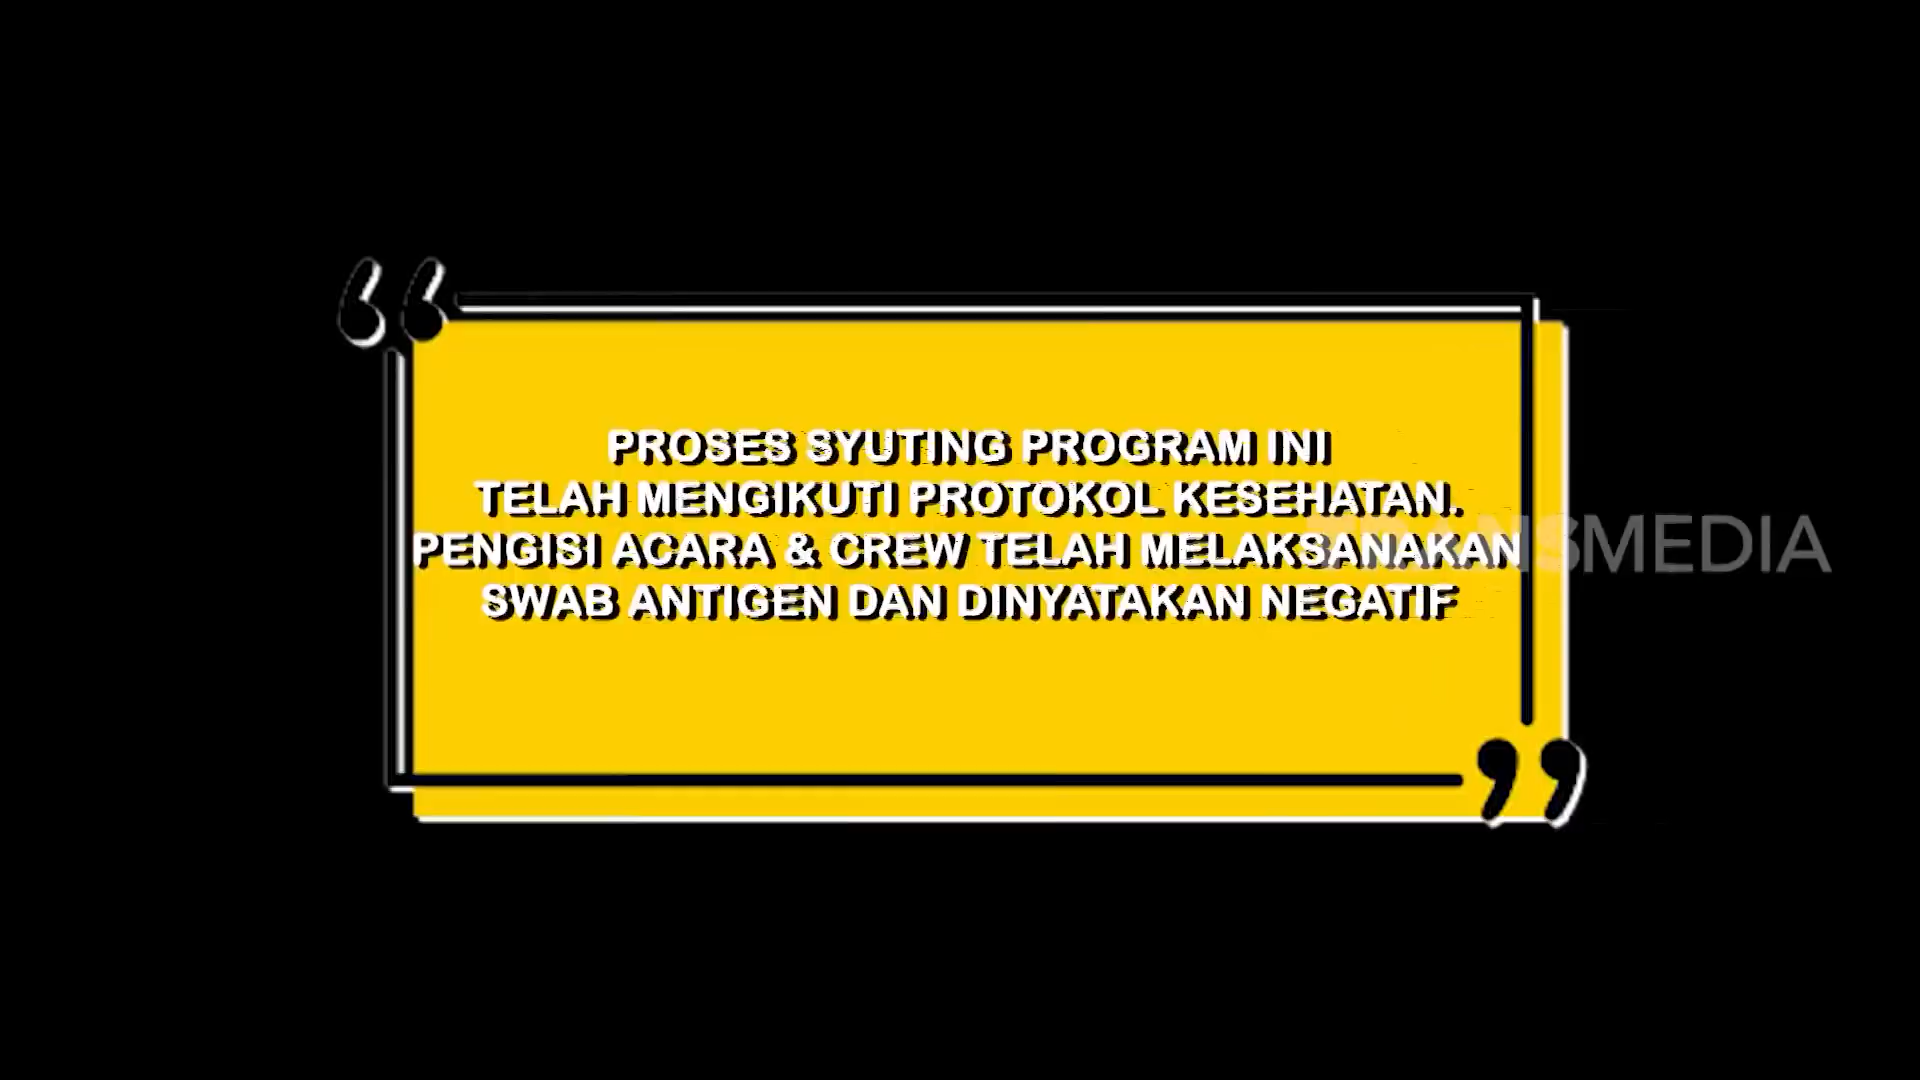 PROSES SYUTING PROGRAM INI
TELAH MENGIKUTI PROTOKOL KESEHATAN.
PENGISI ACARA & CREW TELAH MELAKSANAKAN
SWAB ANTIGEN DAN DINYATAKAN NEGATIF
TRANSMEDIA